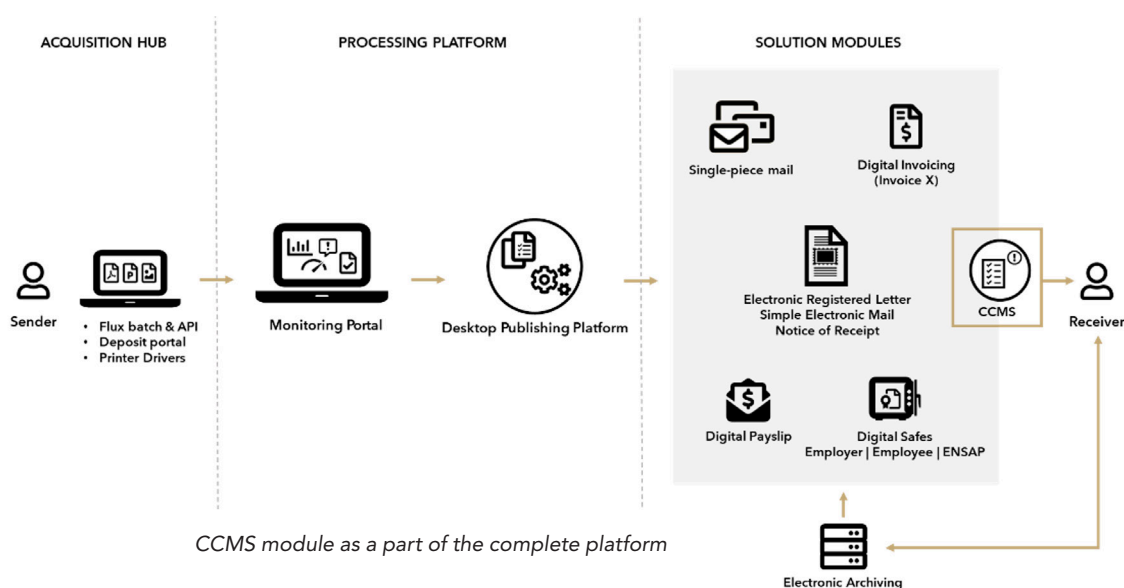 ACQUISITION HUB
PROCESSING PLATFORM
SOLUTION MODULES
Single-piece mail
Digital Invoicing
(Invoice X)
Sender
• Flux batch & API
• Deposit portal
• Printer Drivers
Monitoring Portal
Desktop Publishing Platform
Electronic Registered Letter
Simple Electronic Mail
Notice of Receipt
CCMS
Receiver
Digital Payslip
Digital Safes
Employer | Employee | ENSAP
CCMS module as a part of the complete platform
Electronic Archiving